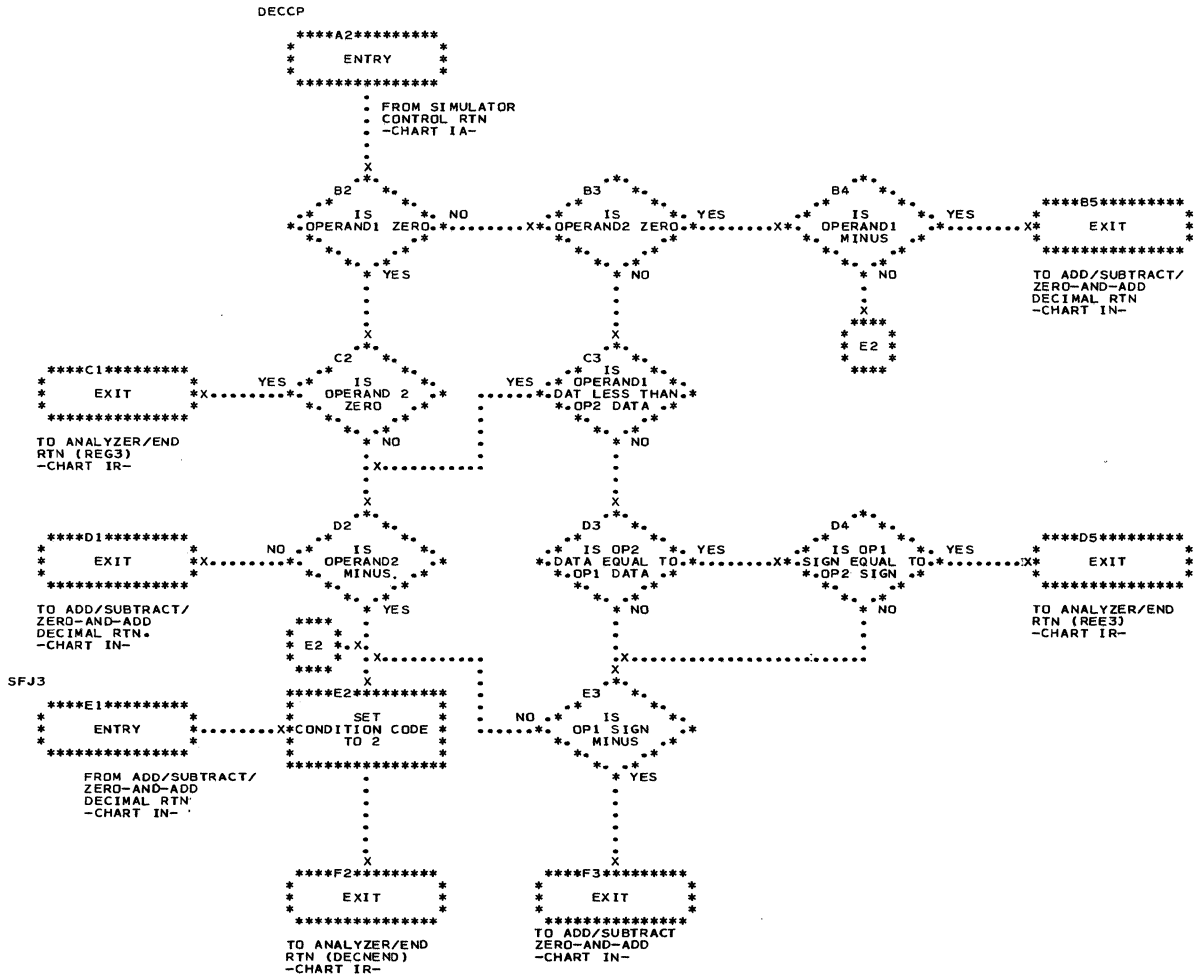 DECCP
****A2*********
ENTRY
FROM SIMULATOR
CONTROL RTN
-CHART IA-
B2
IS
OPERAND1 ZERO
NO
YES
B3
IS
OPERAND2 ZERO
YES
NO
B4
IS
OPERAND1
MINUS
YES
NO
****B5*********
EXIT
TO ADD/SUBTRACT/
ZERO-AND-ADD
DECIMAL RTN
-CHART IN-
E2
****C1*********
EXIT
TO ANALYZER/END
RTN (REG3)
-CHART IR-
YES
C2
IS
OPERAND 2
ZERO
NO
YES
C3
IS
OPERAND1
DAT LESS THAN
OP2 DATA
NO
****D1*********
EXIT
TO ADD/SUBTRACT/
ZERO-AND-ADD
DECIMAL RTN.
-CHART IN-
NO
D2
IS
OPERAND2
MINUS
YES
D3
IS OP2
DATA EQUAL TO
OP1 DATA
YES
NO
D4
IS OP1
SIGN EQUAL TO
OP2 SIGN
YES
NO
****D5*********
EXIT
TO ANALYZER/END
RTN (REE3)
-CHART IR-
E2
SFJ3
****E1*********
ENTRY
FROM ADD/SUBTRACT/
ZERO-AND-ADD
DECIMAL RTN
-CHART IN-
*****E2**********
SET
CONDITION CODE
TO 2
NO
E3
IS
OP1 SIGN
MINUS
YES
****F2*********
EXIT
TO ANALYZER/END
RTN (DECNEND)
-CHART IR-
****F3*********
EXIT
TO ADD/SUBTRACT
ZERO-AND-ADD
-CHART IN-